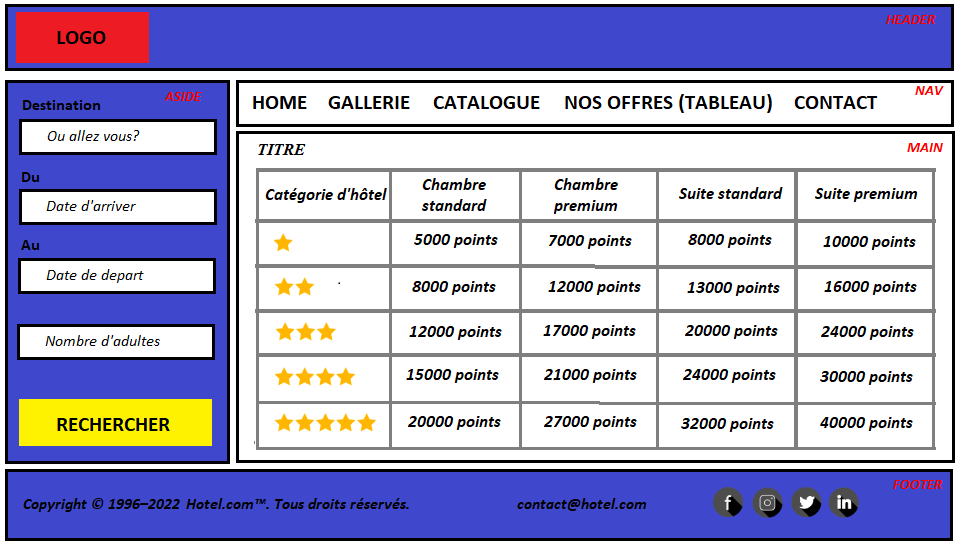 HEADER
LOGO
ASIDE
Destination
Ou allez vous?
Du
Date d'arriver
Au
Date de depart
Nombre d'adultes
RECHERCHER
NAV
HOME GALLERIE CATALOGUE NOS OFFRES (TABLEAU) CONTACT
MAIN
TITRE
Catégorie d'hôtel Chambre standard Chambre premium Suite standard Suite premium
5000 points 7000 points 8000 points 10000 points
8000 points 12000 points 13000 points 16000 points
12000 points 17000 points 20000 points 24000 points
15000 points 21000 points 24000 points 30000 points
20000 points 27000 points 32000 points 40000 points
FOOTER
Copyright © 1996–2022 Hotel.com™. Tous droits réservés. contact@hotel.com